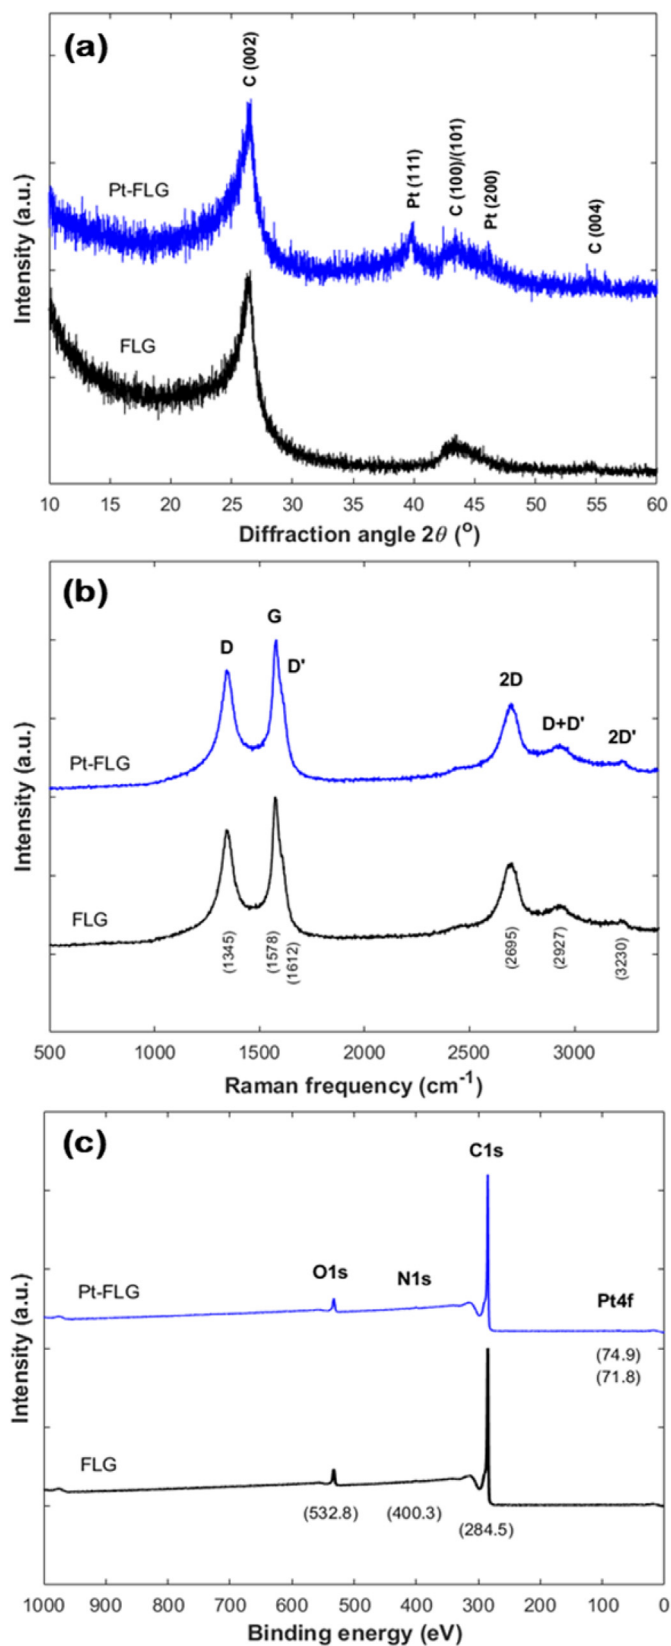 (a)
C (002)
Pt (111)
C (100)/(101)
Pt (200)
C (004)
Pt-FLG
FLG
Intensity (a.u.)
10 15 20 25 30 35 40 45 50 55 60
Diffraction angle 2θ (o)
(b)
D
G
D'
2D
D+D'
2D'
Pt-FLG
FLG
(1345)
(1578)
(1612)
(2695)
(2927)
(3230)
Intensity (a.u.)
500 1000 1500 2000 2500 3000
Raman frequency (cm-1)
(c)
C1s
O1s
N1s
Pt4f
Pt-FLG
(74.9)
(71.8)
FLG
(532.8)
(400.3)
(284.5)
Intensity (a.u.)
1000 900 800 700 600 500 400 300 200 100 0
Binding energy (eV)